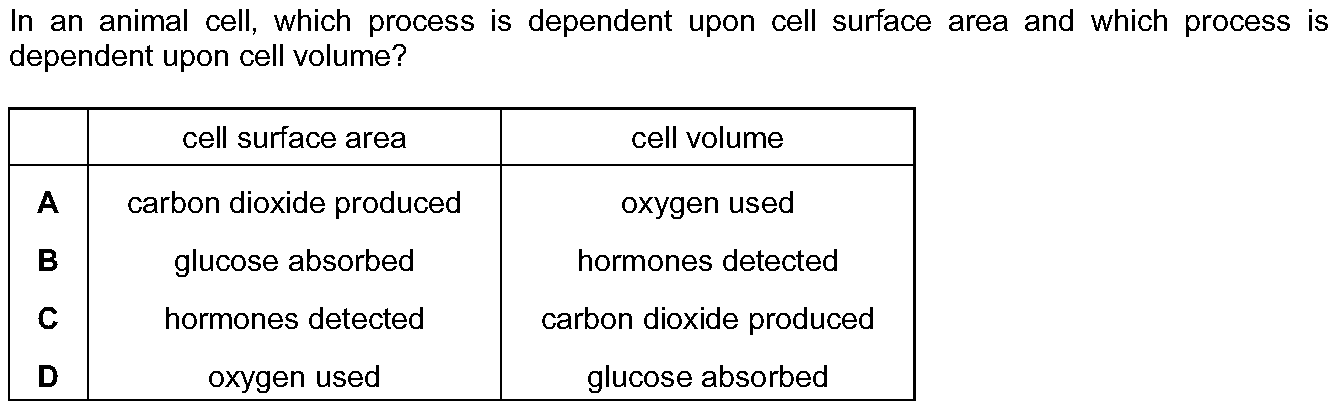 In an animal cell, which process is dependent upon cell surface area and which process is
dependent upon cell volume?
cell surface area cell volume
A carbon dioxide produced oxygen used
B glucose absorbed hormones detected
C hormones detected carbon dioxide produced
D oxygen used glucose absorbed